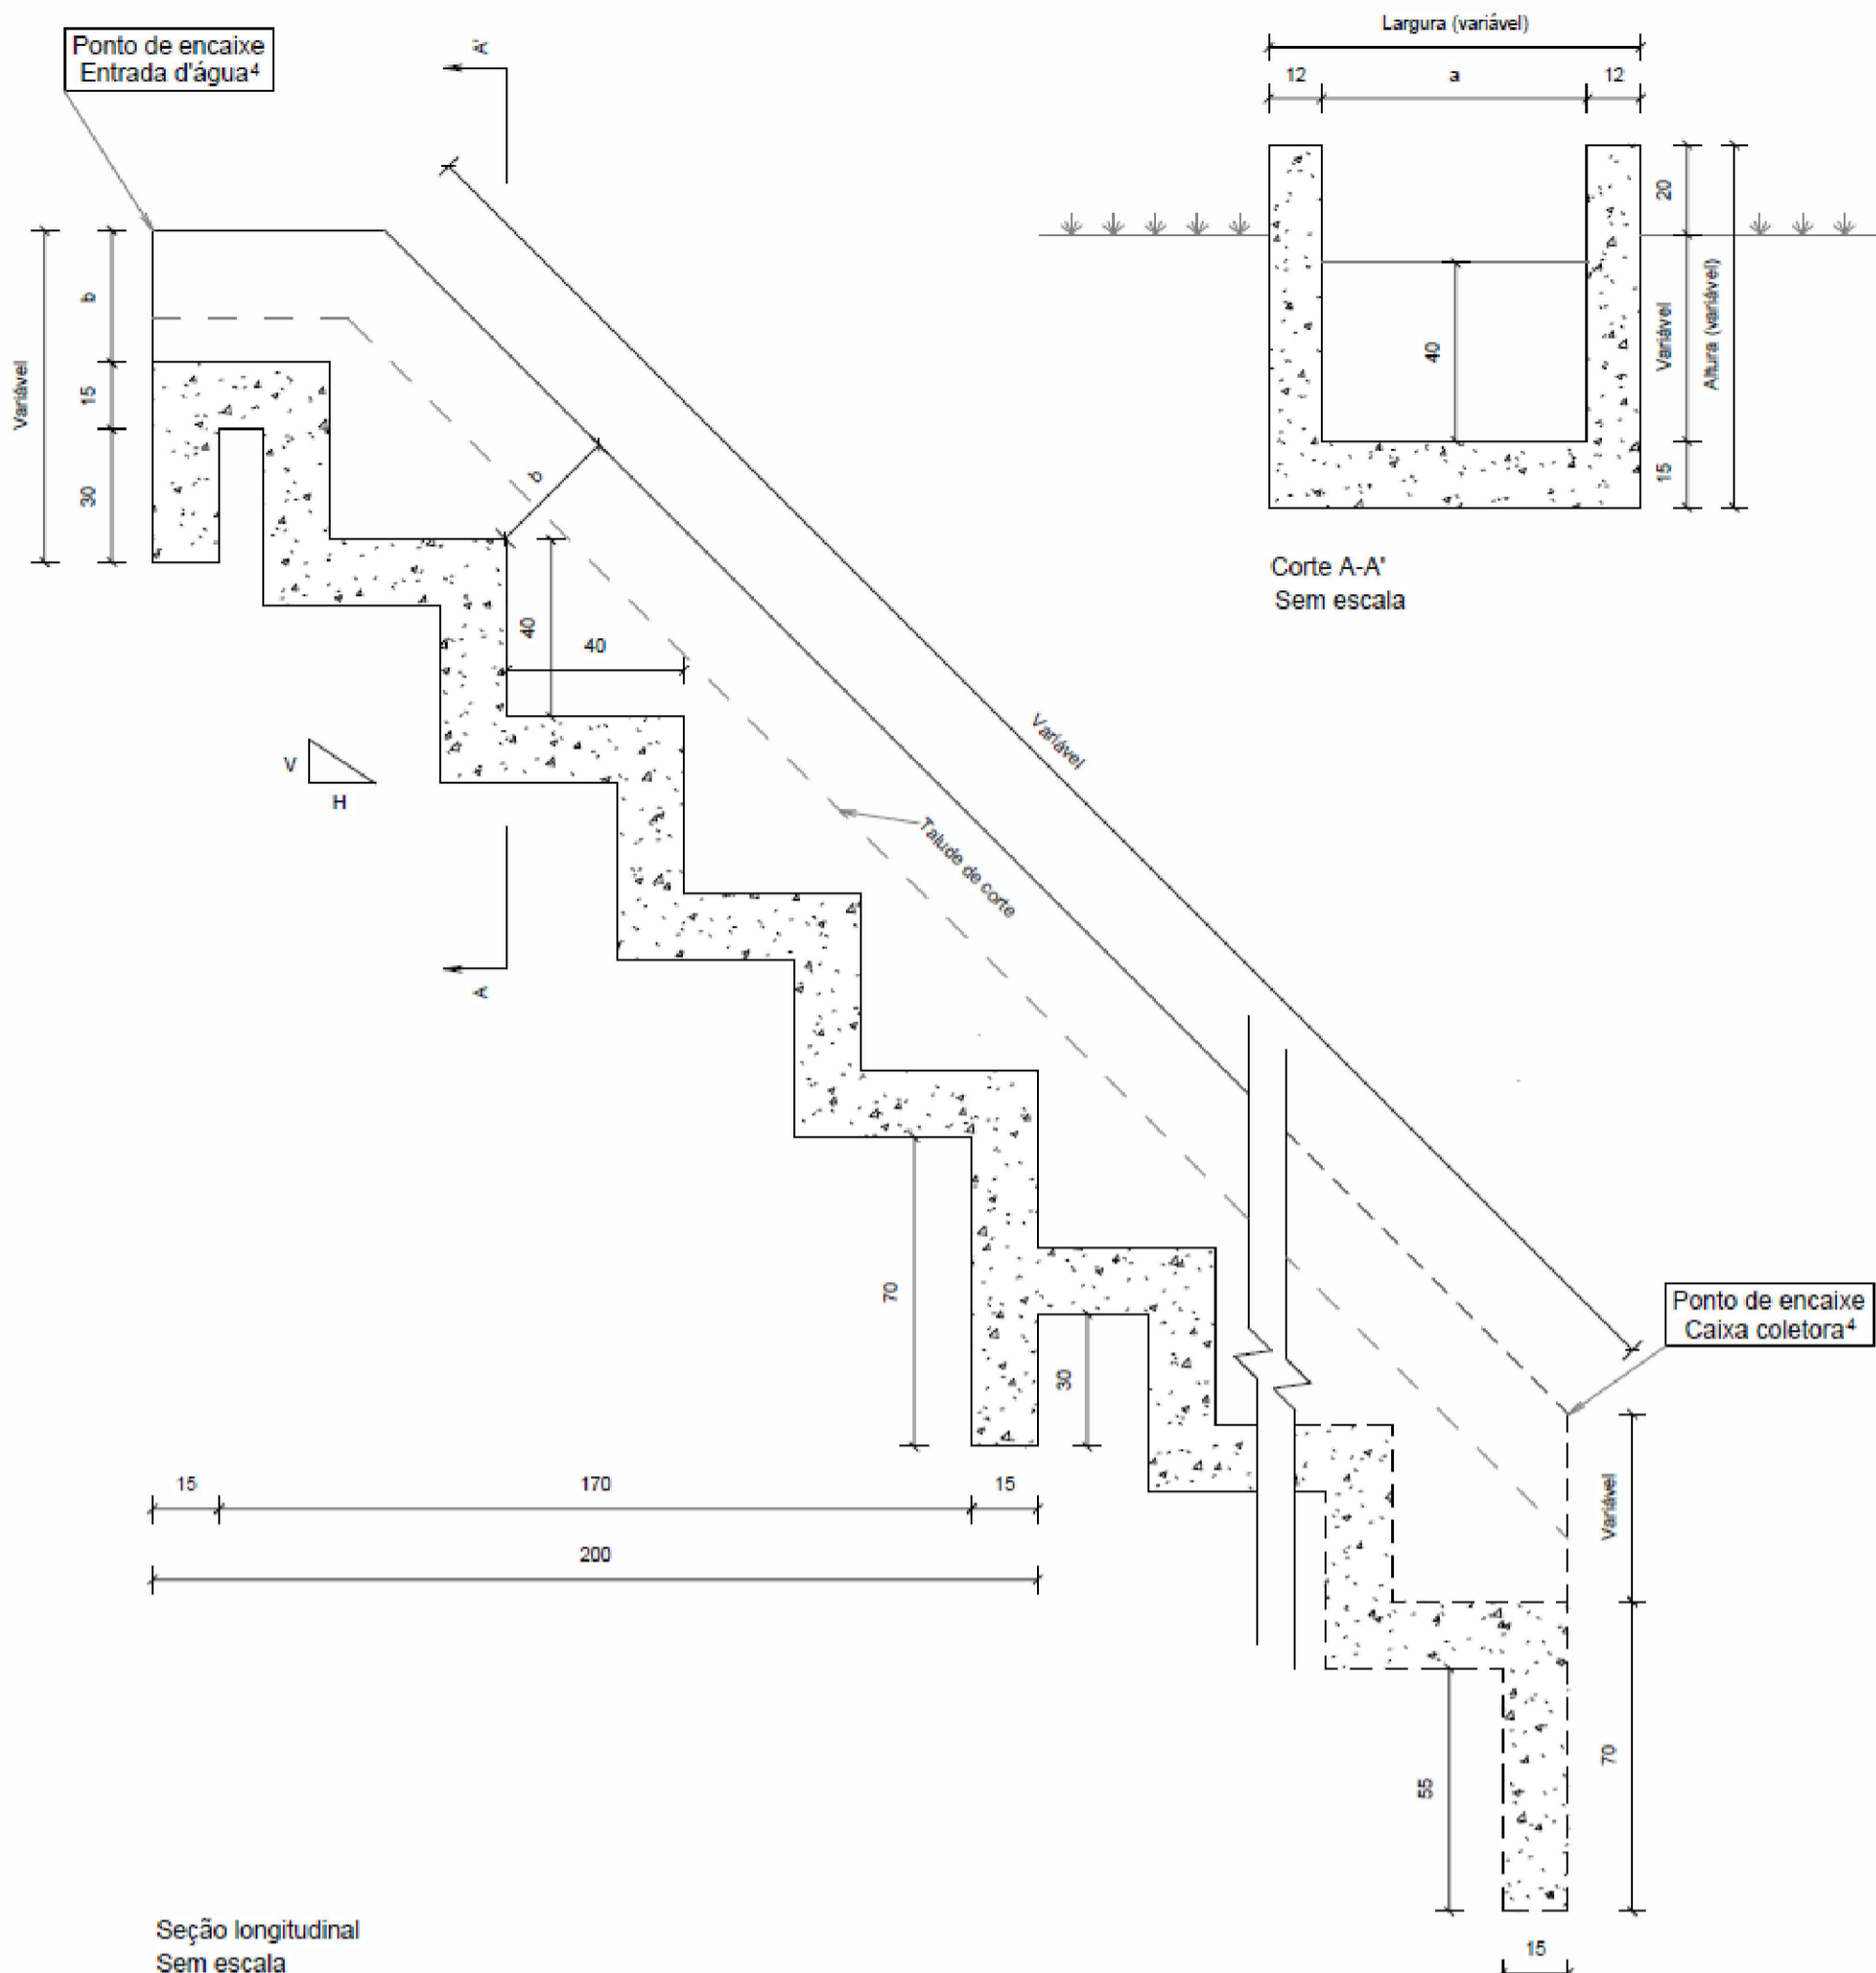 Ponto de encaixe
Entrada d'água⁴
A'
Largura (variável)
12
a
12
20
Variável
15
Altura (variável)
40
Corte A-A'
Sem escala
Variável
b
15
30
b
40
40
V
H
A
Variável
Talude de corte
70
30
Ponto de encaixe
Caixa coletora⁴
15
170
15
200
Variável
70
55
15
Seção longitudinal
Sem escala